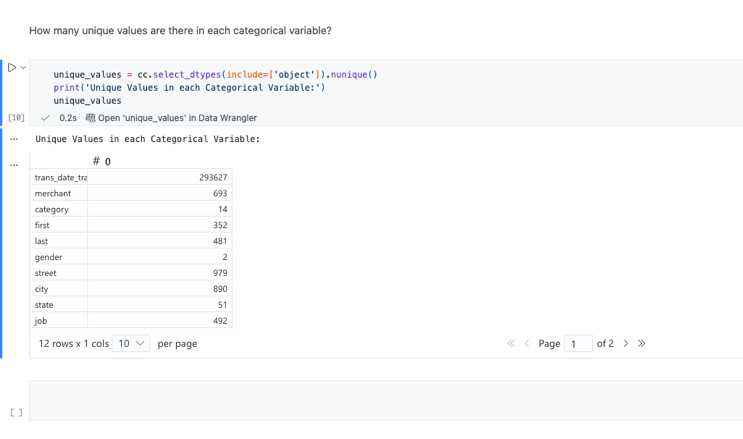 How many unique values are there in each categorical variable?
unique_values = cc.select_dtypes(include=['object']).nunique()
print('Unique Values in each Categorical Variable:')
unique_values
[10] 0.2s Open 'unique_values' in Data Wrangler
... Unique Values in each Categorical Variable:
... # 0
trans_date_tra 293627
merchant 693
category 14
first 352
last 481
gender 2
street 979
city 890
state 51
job 492
12 rows x 1 cols 10 per page Page 1 of 2
[ ]